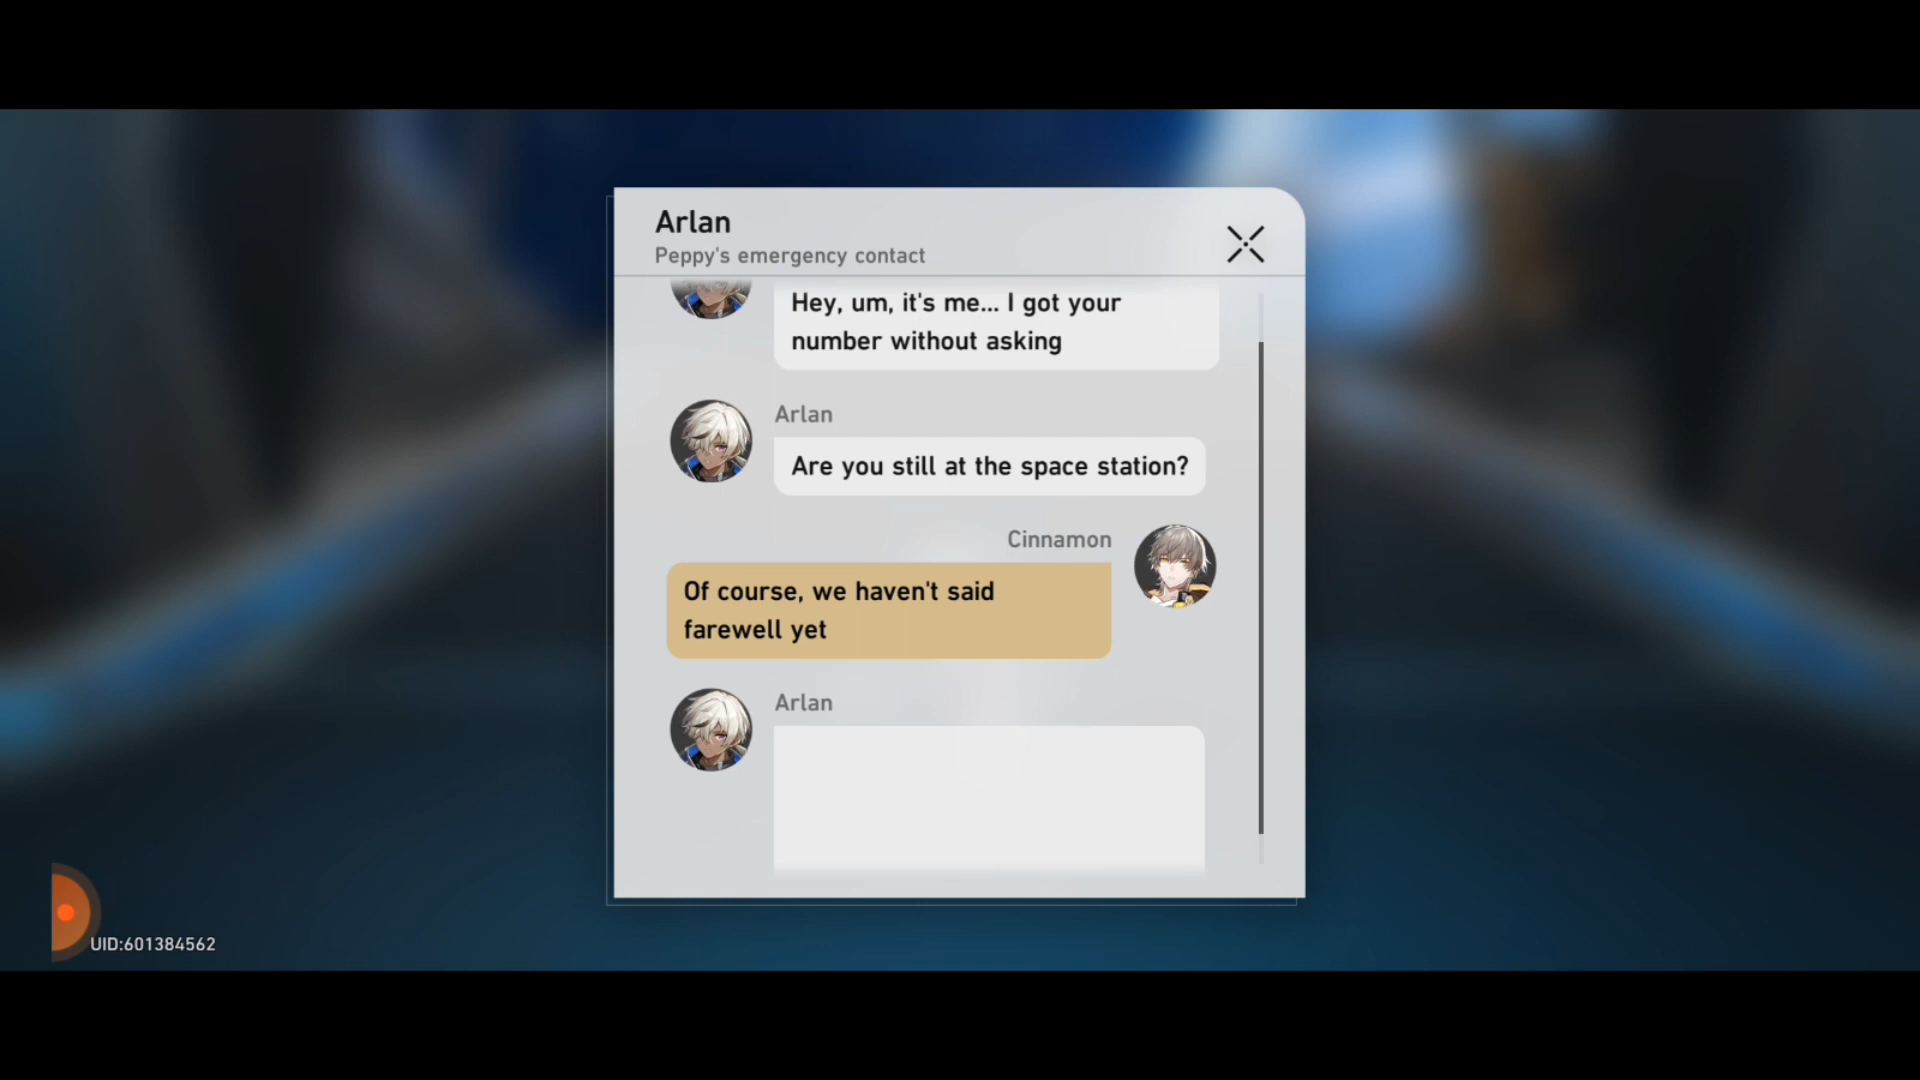 Arlan
Peppy's emergency contact
Hey, um, it's me... I got your
number without asking
Arlan
Are you still at the space station?
Cinnamon
Of course, we haven't said
farewell yet
Arlan
UID:601384562